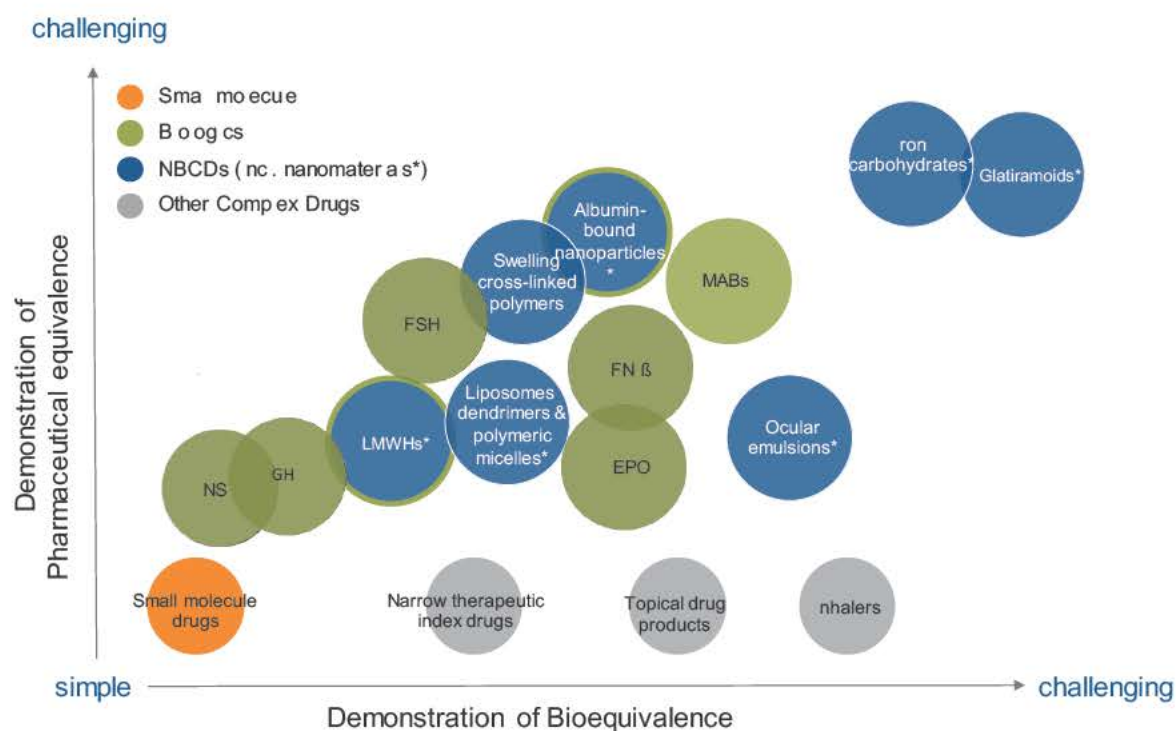 challenging
Sma moecue
B o og cs
NBCDs ( nc. nanomater as*)
Other Comp ex Drugs
Demonstration of
Pharmaceutical equivalence
ron
carbohydrates*
Glatiramoids*
Albumin-
bound
nanoparticles
*
Swelling
cross-linked
polymers
MABs
FSH
FN ß
Liposomes
dendrimers &
polymeric
micelles*
LMWHs*
Ocular
emulsions*
EPO
GH
NS
Small molecule
drugs
Narrow therapeutic
index drugs
Topical drug
products
nhalers
simple
challenging
Demonstration of Bioequivalence